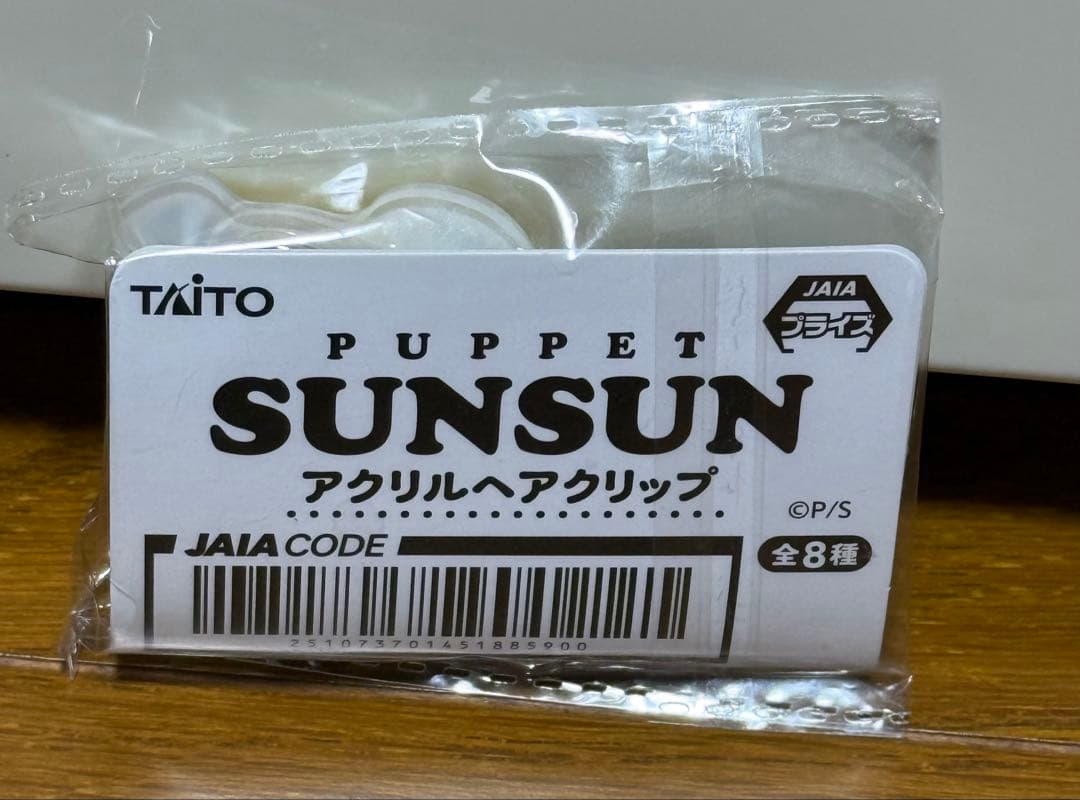 TAITO
JAIA
プライズ
PUPPET
SUNSUN
アクリルヘアクリップ
©P/S
JAIA CODE
全8種
251073701451885900